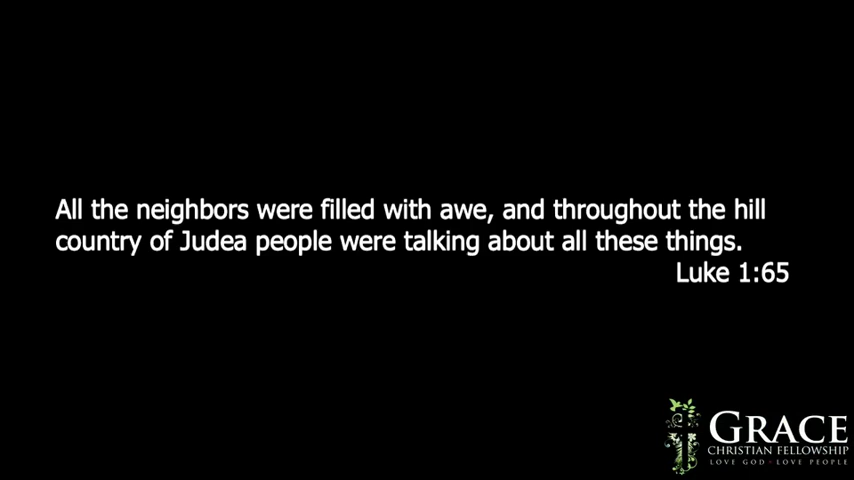 All the neighbors were filled with awe, and throughout the hill
country of Judea people were talking about all these things.
Luke 1:65
GRACE
CHRISTIAN FELLOWSHIP
LOVE GOD · LOVE PEOPLE